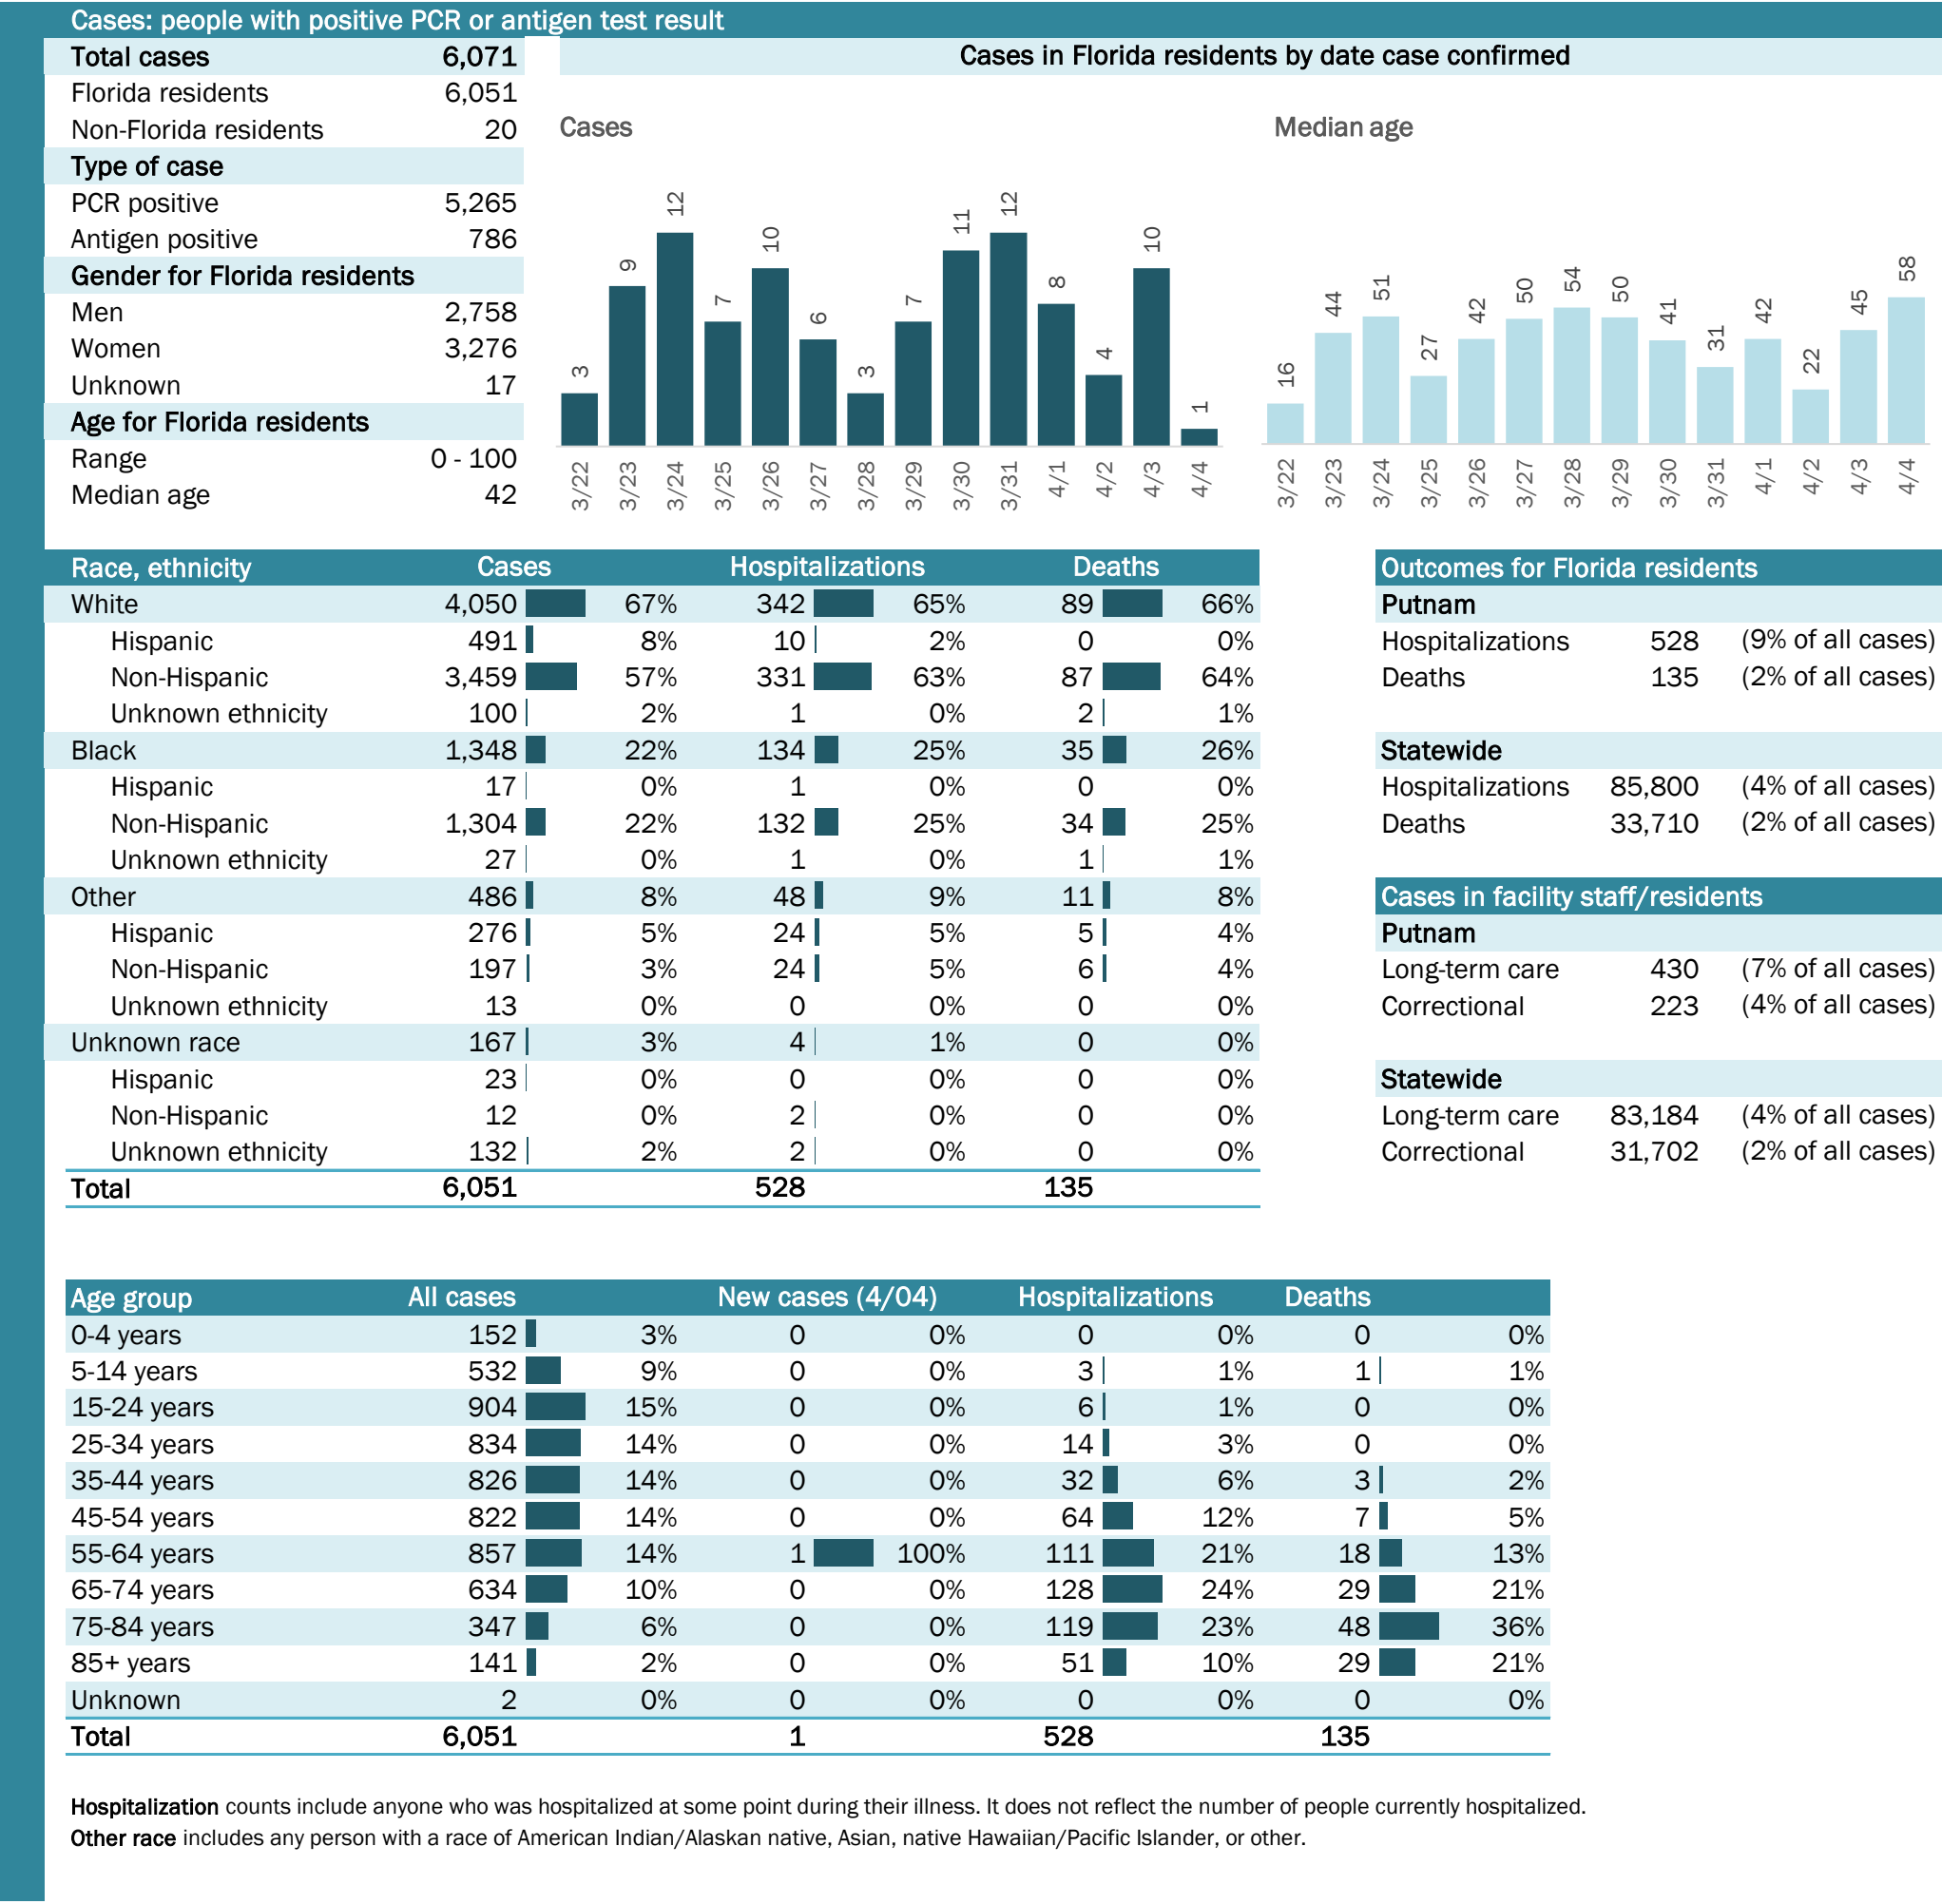 Cases: people with positive PCR or antigen test result
Total cases 6,071
Florida residents 6,051
Non-Florida residents 20
Type of case
PCR positive 5,265
Antigen positive 786
Gender for Florida residents
Men 2,758
Women 3,276
Unknown 17
Age for Florida residents
Range 0 - 100
Median age 42
Cases in Florida residents by date case confirmed
Cases
3 9 12 7 10 6 3 7 11 12 8 4 10 1
3/22 3/23 3/24 3/25 3/26 3/27 3/28 3/29 3/30 3/31 4/1 4/2 4/3 4/4
Median age
16 44 51 27 42 50 54 50 41 31 42 22 45 58
3/22 3/23 3/24 3/25 3/26 3/27 3/28 3/29 3/30 3/31 4/1 4/2 4/3 4/4
Race, ethnicity Cases Hospitalizations Deaths
White 4,050 67% 342 65% 89 66%
Hispanic 491 8% 10 2% 0 0%
Non-Hispanic 3,459 57% 331 63% 87 64%
Unknown ethnicity 100 2% 1 0% 2 1%
Black 1,348 22% 134 25% 35 26%
Hispanic 17 0% 1 0% 0 0%
Non-Hispanic 1,304 22% 132 25% 34 25%
Unknown ethnicity 27 0% 1 0% 1 1%
Other 486 8% 48 9% 11 8%
Hispanic 276 5% 24 5% 5 4%
Non-Hispanic 197 3% 24 5% 6 4%
Unknown ethnicity 13 0% 0 0% 0 0%
Unknown race 167 3% 4 1% 0 0%
Hispanic 23 0% 0 0% 0 0%
Non-Hispanic 12 0% 2 0% 0 0%
Unknown ethnicity 132 2% 2 0% 0 0%
Total 6,051 528 135
Outcomes for Florida residents
Putnam
Hospitalizations 528 (9% of all cases)
Deaths 135 (2% of all cases)
Statewide
Hospitalizations 85,800 (4% of all cases)
Deaths 33,710 (2% of all cases)
Cases in facility staff/residents
Putnam
Long-term care 430 (7% of all cases)
Correctional 223 (4% of all cases)
Statewide
Long-term care 83,184 (4% of all cases)
Correctional 31,702 (2% of all cases)
Age group All cases New cases (4/04) Hospitalizations Deaths
0-4 years 152 3% 0 0% 0 0% 0 0%
5-14 years 532 9% 0 0% 3 1% 1 1%
15-24 years 904 15% 0 0% 6 1% 0 0%
25-34 years 834 14% 0 0% 14 3% 0 0%
35-44 years 826 14% 0 0% 32 6% 3 2%
45-54 years 822 14% 0 0% 64 12% 7 5%
55-64 years 857 14% 1 100% 111 21% 18 13%
65-74 years 634 10% 0 0% 128 24% 29 21%
75-84 years 347 6% 0 0% 119 23% 48 36%
85+ years 141 2% 0 0% 51 10% 29 21%
Unknown 2 0% 0 0% 0 0% 0 0%
Total 6,051 1 528 135
Hospitalization counts include anyone who was hospitalized at some point during their illness. It does not reflect the number of people currently hospitalized.
Other race includes any person with a race of American Indian/Alaskan native, Asian, native Hawaiian/Pacific Islander, or other.